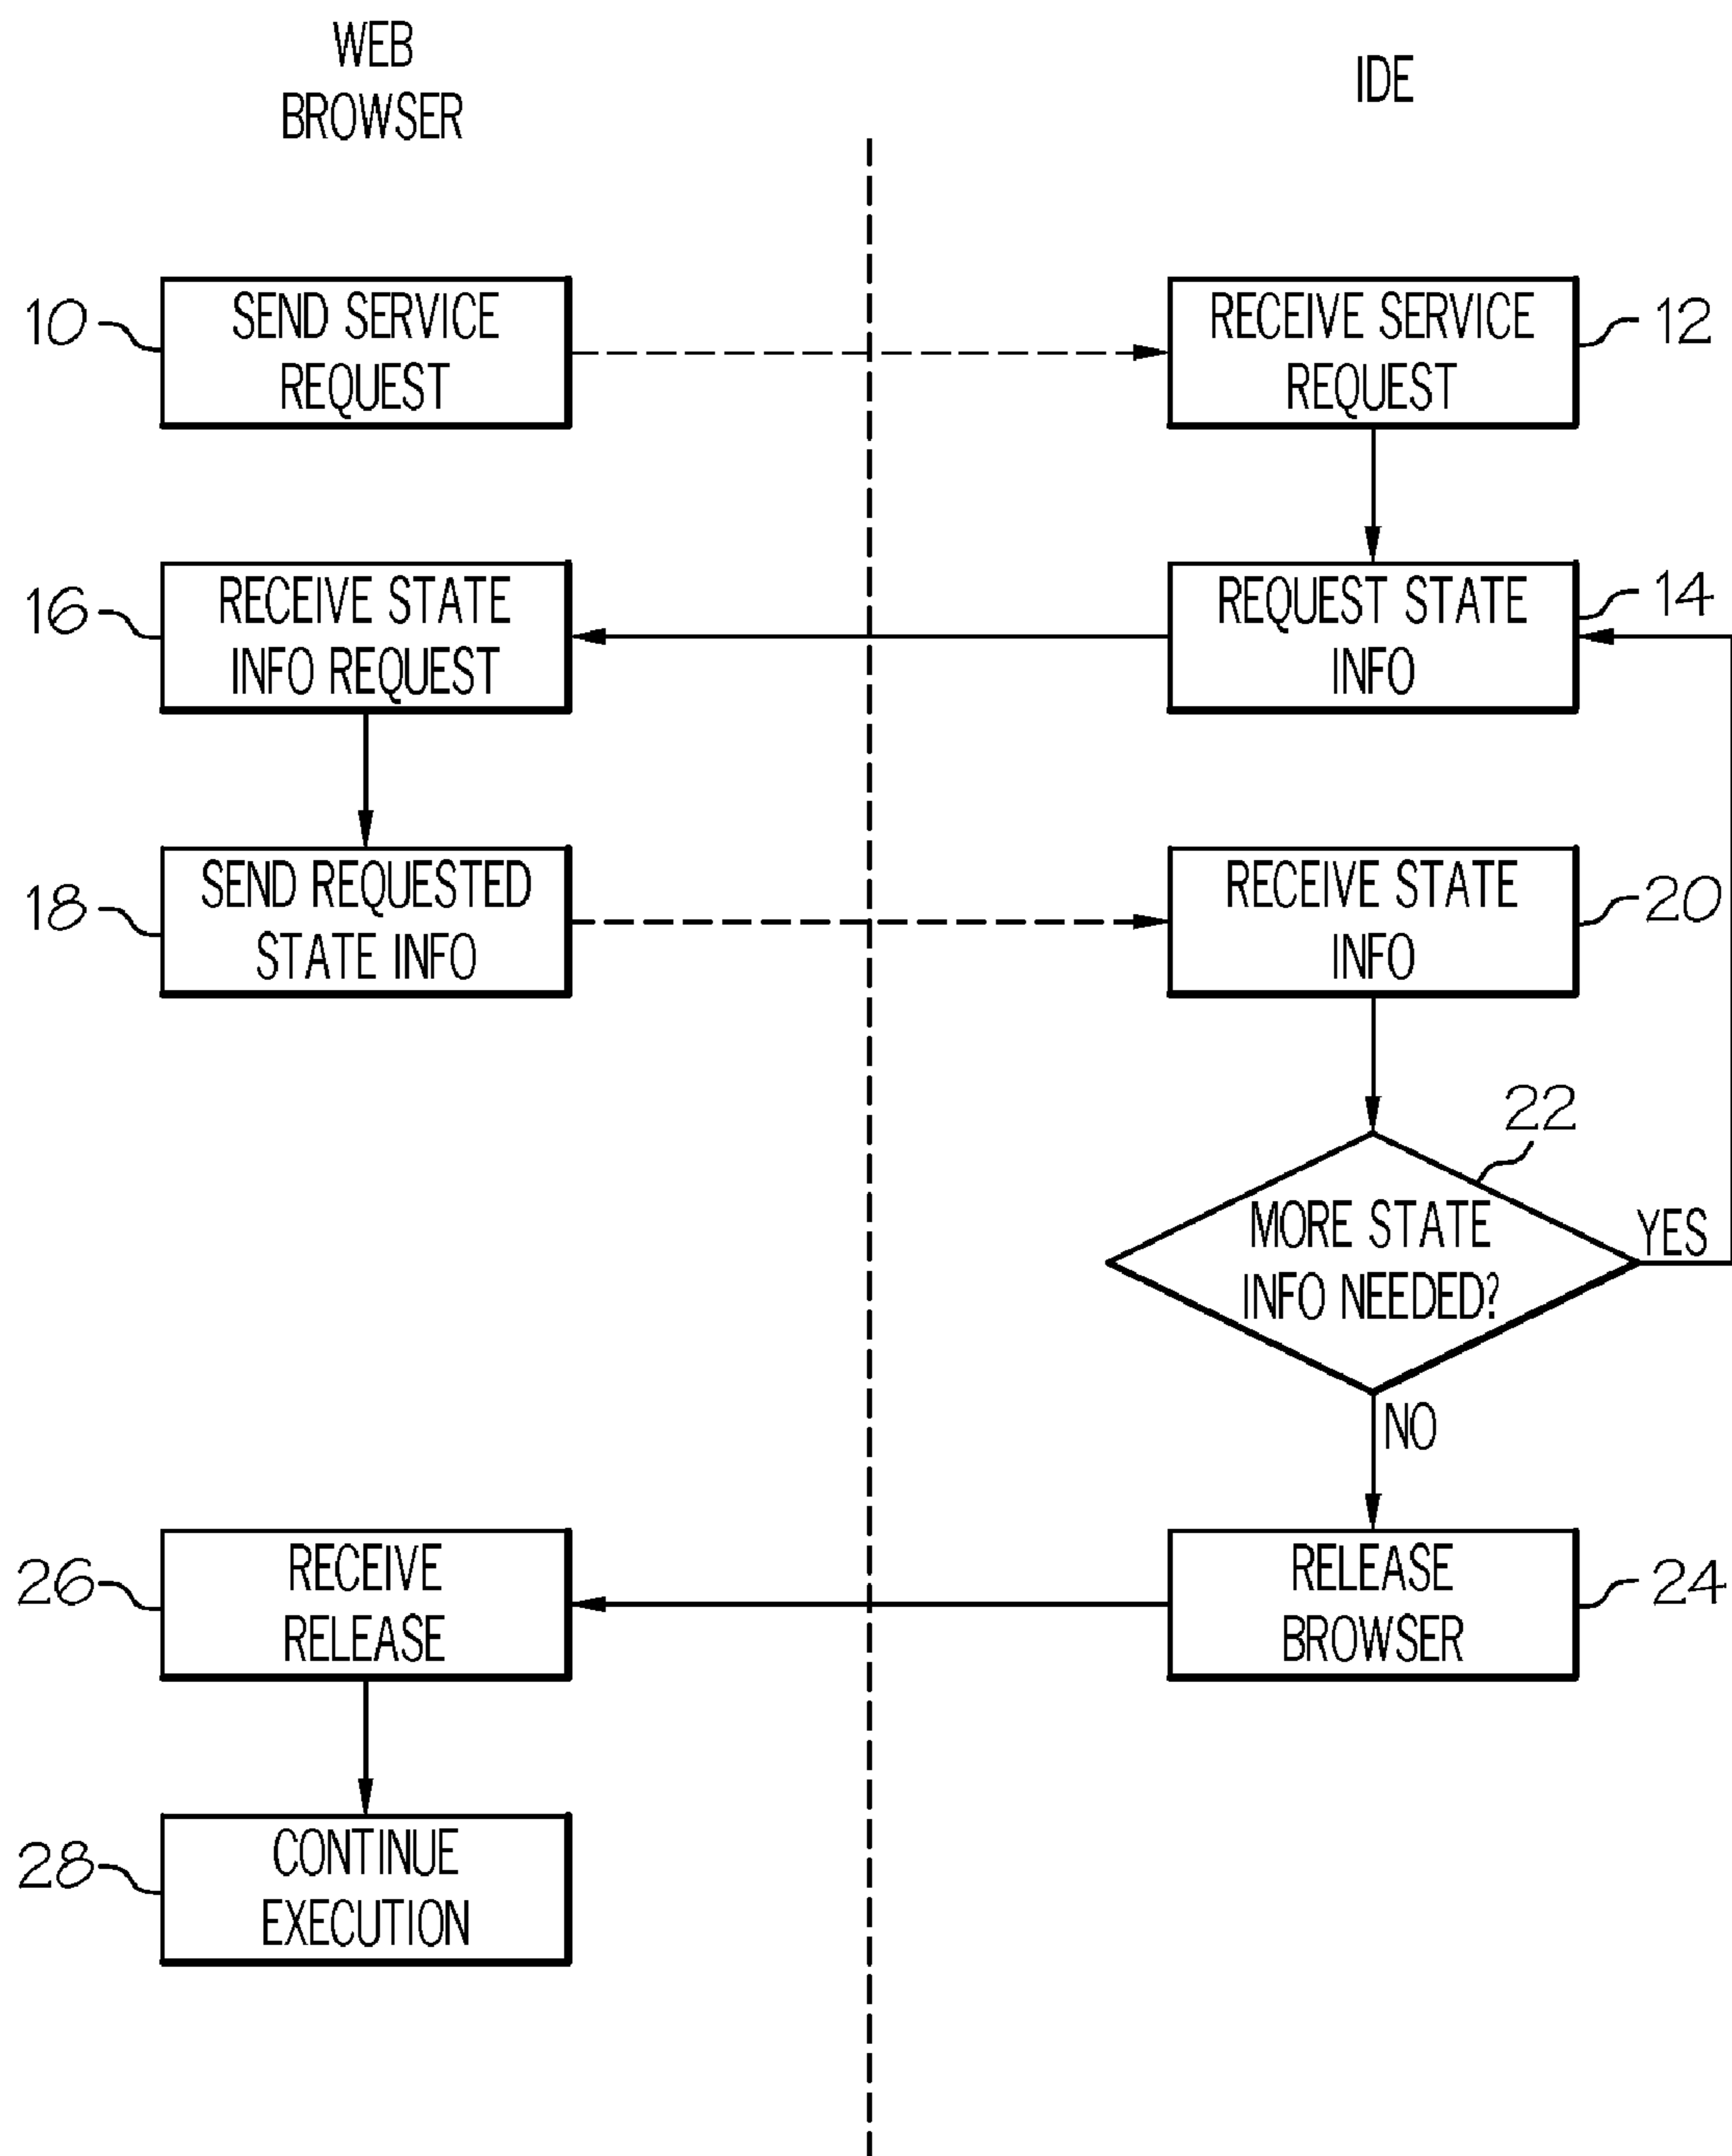 WEB
BROWSER
IDE
10
SEND SERVICE
REQUEST
RECEIVE SERVICE
REQUEST
12
16
RECEIVE STATE
INFO REQUEST
REQUEST STATE
INFO
14
18
SEND REQUESTED
STATE INFO
RECEIVE STATE
INFO
20
22
MORE STATE
INFO NEEDED?
YES
NO
26
RECEIVE
RELEASE
RELEASE
BROWSER
24
28
CONTINUE
EXECUTION